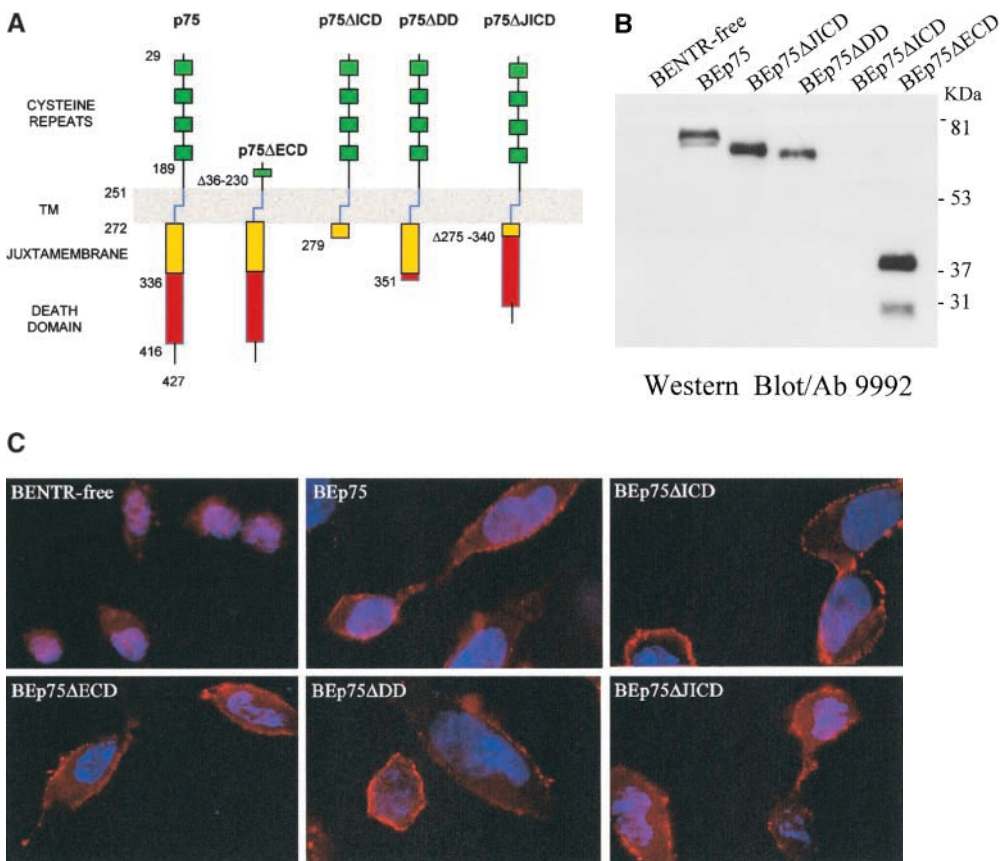 A
p75
p75ΔICD
p75ΔDD
p75ΔJICD
29
CYSTEINE
REPEATS
p75ΔECD
189
Δ36-230
251
TM
272
JUXTAMEMBRANE
279
Δ275 -340
336
351
DEATH
DOMAIN
416
427
B
BENTR-free
BEp75
BEp75ΔJICD
BEp75ΔDD
BEp75ΔICD
BEp75ΔECD
KDa
- 81
- 53
- 37
- 31
Western Blot/Ab 9992
C
BENTR-free
BEp75
BEp75ΔICD
BEp75ΔECD
BEp75ΔDD
BEp75ΔJICD